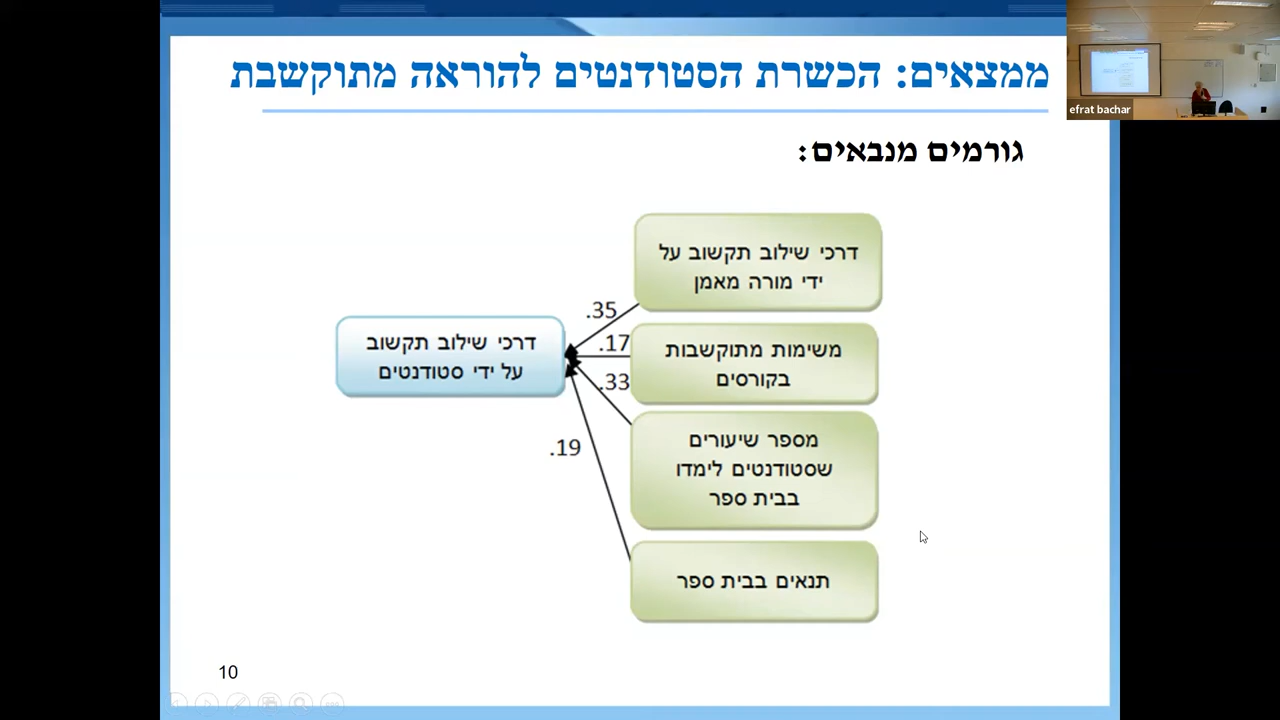 ממצאים: הכשרת הסטודנטים להוראה מתוקשבת
efrat bachar
גורמים מנבאים:
דרכי שילוב תקשוב על
ידי מורה מאמן
.35
משימות מתוקשבות
בקורסים
.17
מספר שיעורים
שסטודנטים לימדו
בבית ספר
.33
תנאים בבית ספר
.19
דרכי שילוב תקשוב
על ידי סטודנטים
10